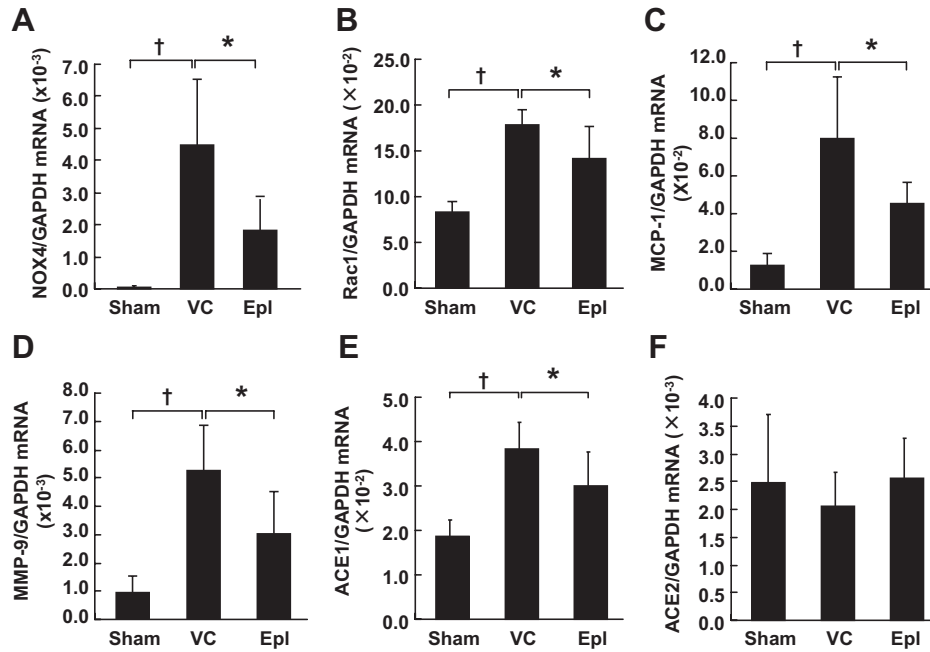 A
NOX4/GAPDH mRNA (x10-3)
7.0
6.0
5.0
4.0
3.0
2.0
1.0
0.0
† *
Sham VC Epl
B
Rac1/GAPDH mRNA (×10-2)
25.0
20.0
15.0
10.0
5.0
0.0
† *
Sham VC Epl
C
MCP-1/GAPDH mRNA
(X10-2)
12.0
10.0
8.0
6.0
4.0
2.0
0.0
† *
Sham VC Epl
D
MMP-9/GAPDH mRNA
(x10-3)
8.0
7.0
6.0
5.0
4.0
3.0
2.0
1.0
0.0
† *
Sham VC Epl
E
ACE1/GAPDH mRNA
(×10-2)
5.0
4.0
3.0
2.0
1.0
0.0
† *
Sham VC Epl
F
ACE2/GAPDH mRNA (×10-3)
4.0
3.5
3.0
2.5
2.0
1.5
1.0
0.5
0.0
Sham VC Epl